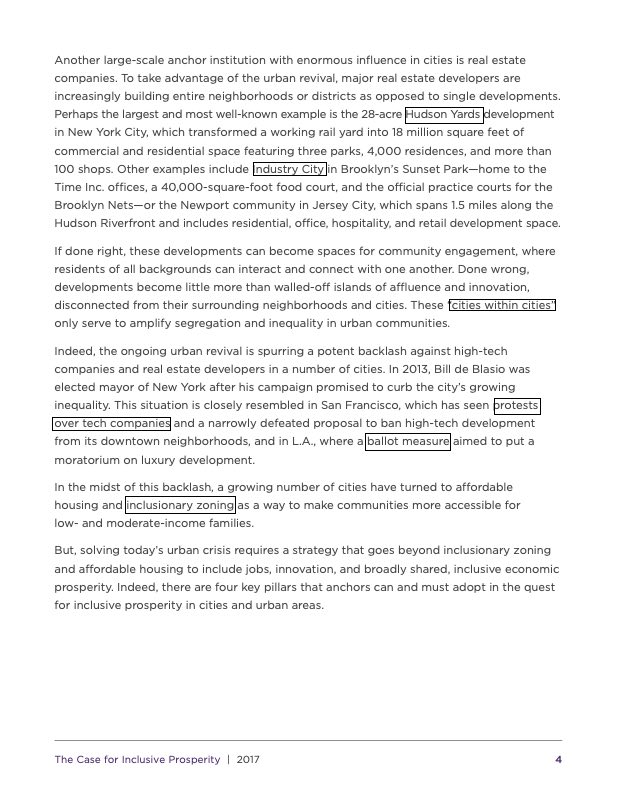 Another large-scale anchor institution with enormous influence in cities is real estate
companies. To take advantage of the urban revival, major real estate developers are
increasingly building entire neighborhoods or districts as opposed to single developments.
Perhaps the largest and most well-known example is the 28-acre Hudson Yards development
in New York City, which transformed a working rail yard into 18 million square feet of
commercial and residential space featuring three parks, 4,000 residences, and more than
100 shops. Other examples include Industry City in Brooklyn’s Sunset Park—home to the
Time Inc. offices, a 40,000-square-foot food court, and the official practice courts for the
Brooklyn Nets—or the Newport community in Jersey City, which spans 1.5 miles along the
Hudson Riverfront and includes residential, office, hospitality, and retail development space.
If done right, these developments can become spaces for community engagement, where
residents of all backgrounds can interact and connect with one another. Done wrong,
developments become little more than walled-off islands of affluence and innovation,
disconnected from their surrounding neighborhoods and cities. These “cities within cities”
only serve to amplify segregation and inequality in urban communities.
Indeed, the ongoing urban revival is spurring a potent backlash against high-tech
companies and real estate developers in a number of cities. In 2013, Bill de Blasio was
elected mayor of New York after his campaign promised to curb the city’s growing
inequality. This situation is closely resembled in San Francisco, which has seen protests
over tech companies and a narrowly defeated proposal to ban high-tech development
from its downtown neighborhoods, and in L.A., where a ballot measure aimed to put a
moratorium on luxury development.
In the midst of this backlash, a growing number of cities have turned to affordable
housing and inclusionary zoning as a way to make communities more accessible for
low- and moderate-income families.
But, solving today’s urban crisis requires a strategy that goes beyond inclusionary zoning
and affordable housing to include jobs, innovation, and broadly shared, inclusive economic
prosperity. Indeed, there are four key pillars that anchors can and must adopt in the quest
for inclusive prosperity in cities and urban areas.
The Case for Inclusive Prosperity | 2017 4